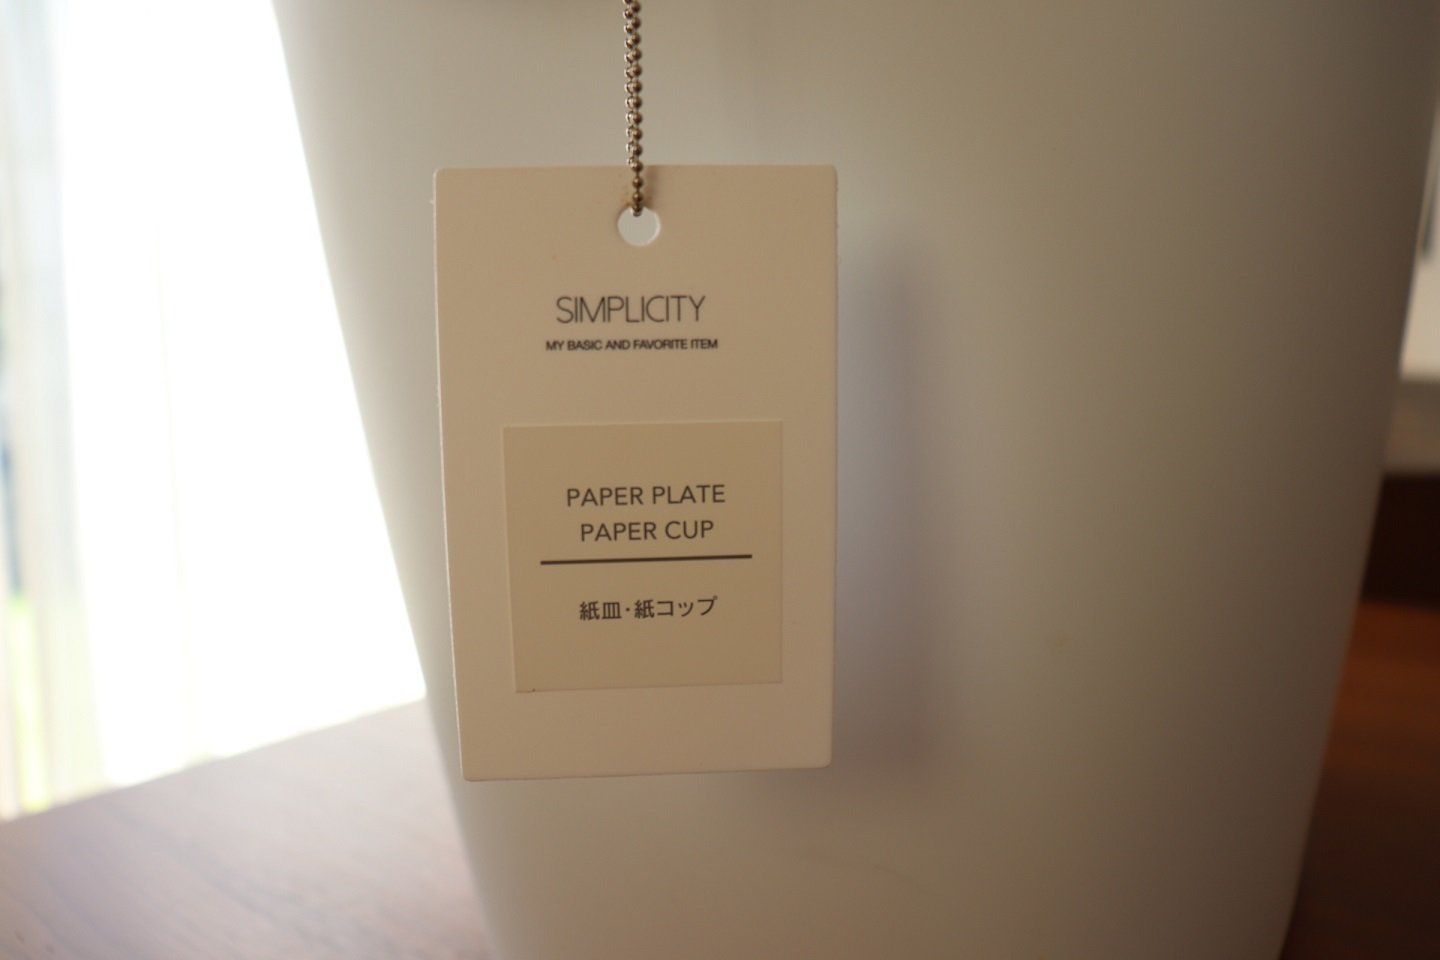 SIMPLICITY
MY BASIC AND FAVORITE ITEM
PAPER PLATE
PAPER CUP
紙皿・紙コップ